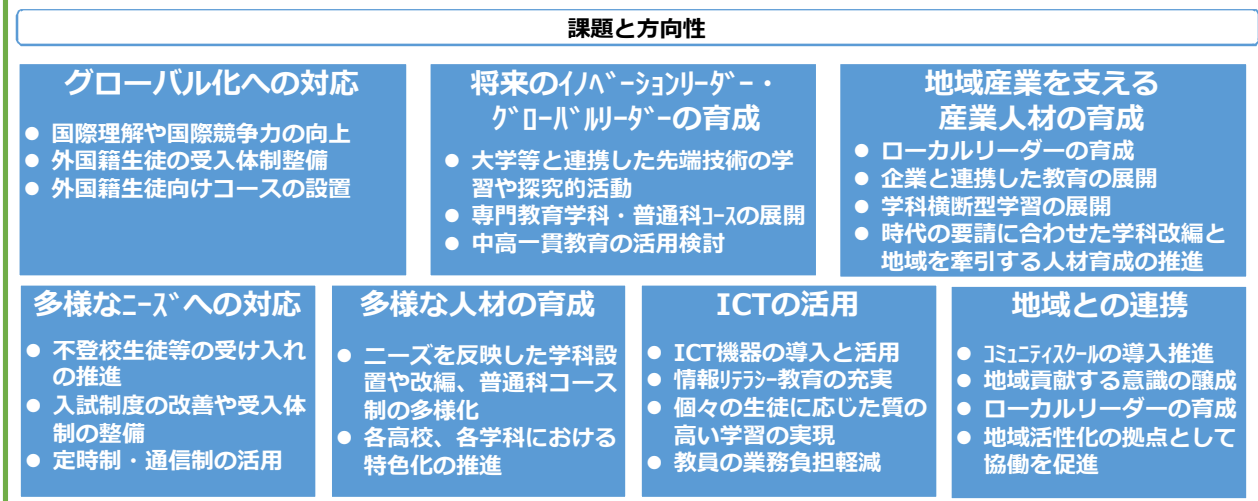 課題と方向性
グローバル化への対応
● 国際理解や国際競争力の向上
● 外国籍生徒の受入体制整備
● 外国籍生徒向けコースの設置
将来のｲﾉﾍﾞｰｼｮﾝﾘｰﾀﾞｰ・
ｸﾞﾛｰﾊﾞﾙﾘｰﾀﾞｰの育成
● 大学等と連携した先端技術の学
習や探究的活動
● 専門教育学科・普通科ｺｰｽの展開
● 中高一貫教育の活用検討
地域産業を支える
産業人材の育成
● ローカルリーダーの育成
● 企業と連携した教育の展開
● 学科横断型学習の展開
● 時代の要請に合わせた学科改編と
地域を牽引する人材育成の推進
多様なﾆｰｽﾞへの対応
● 不登校生徒等の受け入れ
の推進
● 入試制度の改善や受入体
制の整備
● 定時制・通信制の活用
多様な人材の育成
● ニーズを反映した学科設
置や改編、普通科コース
制の多様化
● 各高校、各学科における
特色化の推進
ICTの活用
● ICT機器の導入と活用
● 情報ﾘﾃﾗｼｰ教育の充実
● 個々の生徒に応じた質の
高い学習の実現
● 教員の業務負担軽減
地域との連携
● ｺﾐｭﾆﾃｨｽｸｰﾙの導入推進
● 地域貢献する意識の醸成
● ローカルリーダーの育成
● 地域活性化の拠点として
協働を促進